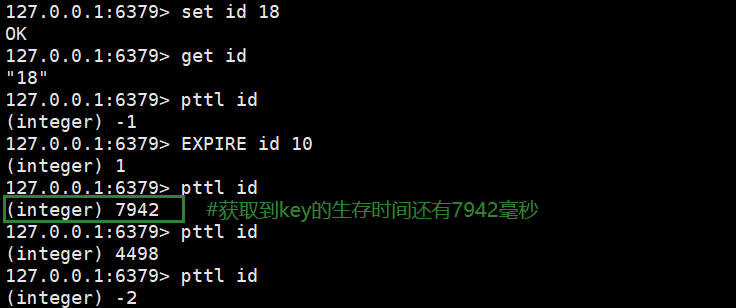 127.0.0.1:6379> set id 18
OK
127.0.0.1:6379> get id
"18"
127.0.0.1:6379> pttl id
(integer) -1
127.0.0.1:6379> EXPIRE id 10
(integer) 1
127.0.0.1:6379> pttl id
(integer) 7942 #获取到key的生存时间还有7942毫秒
127.0.0.1:6379> pttl id
(integer) 4498
127.0.0.1:6379> pttl id
(integer) -2